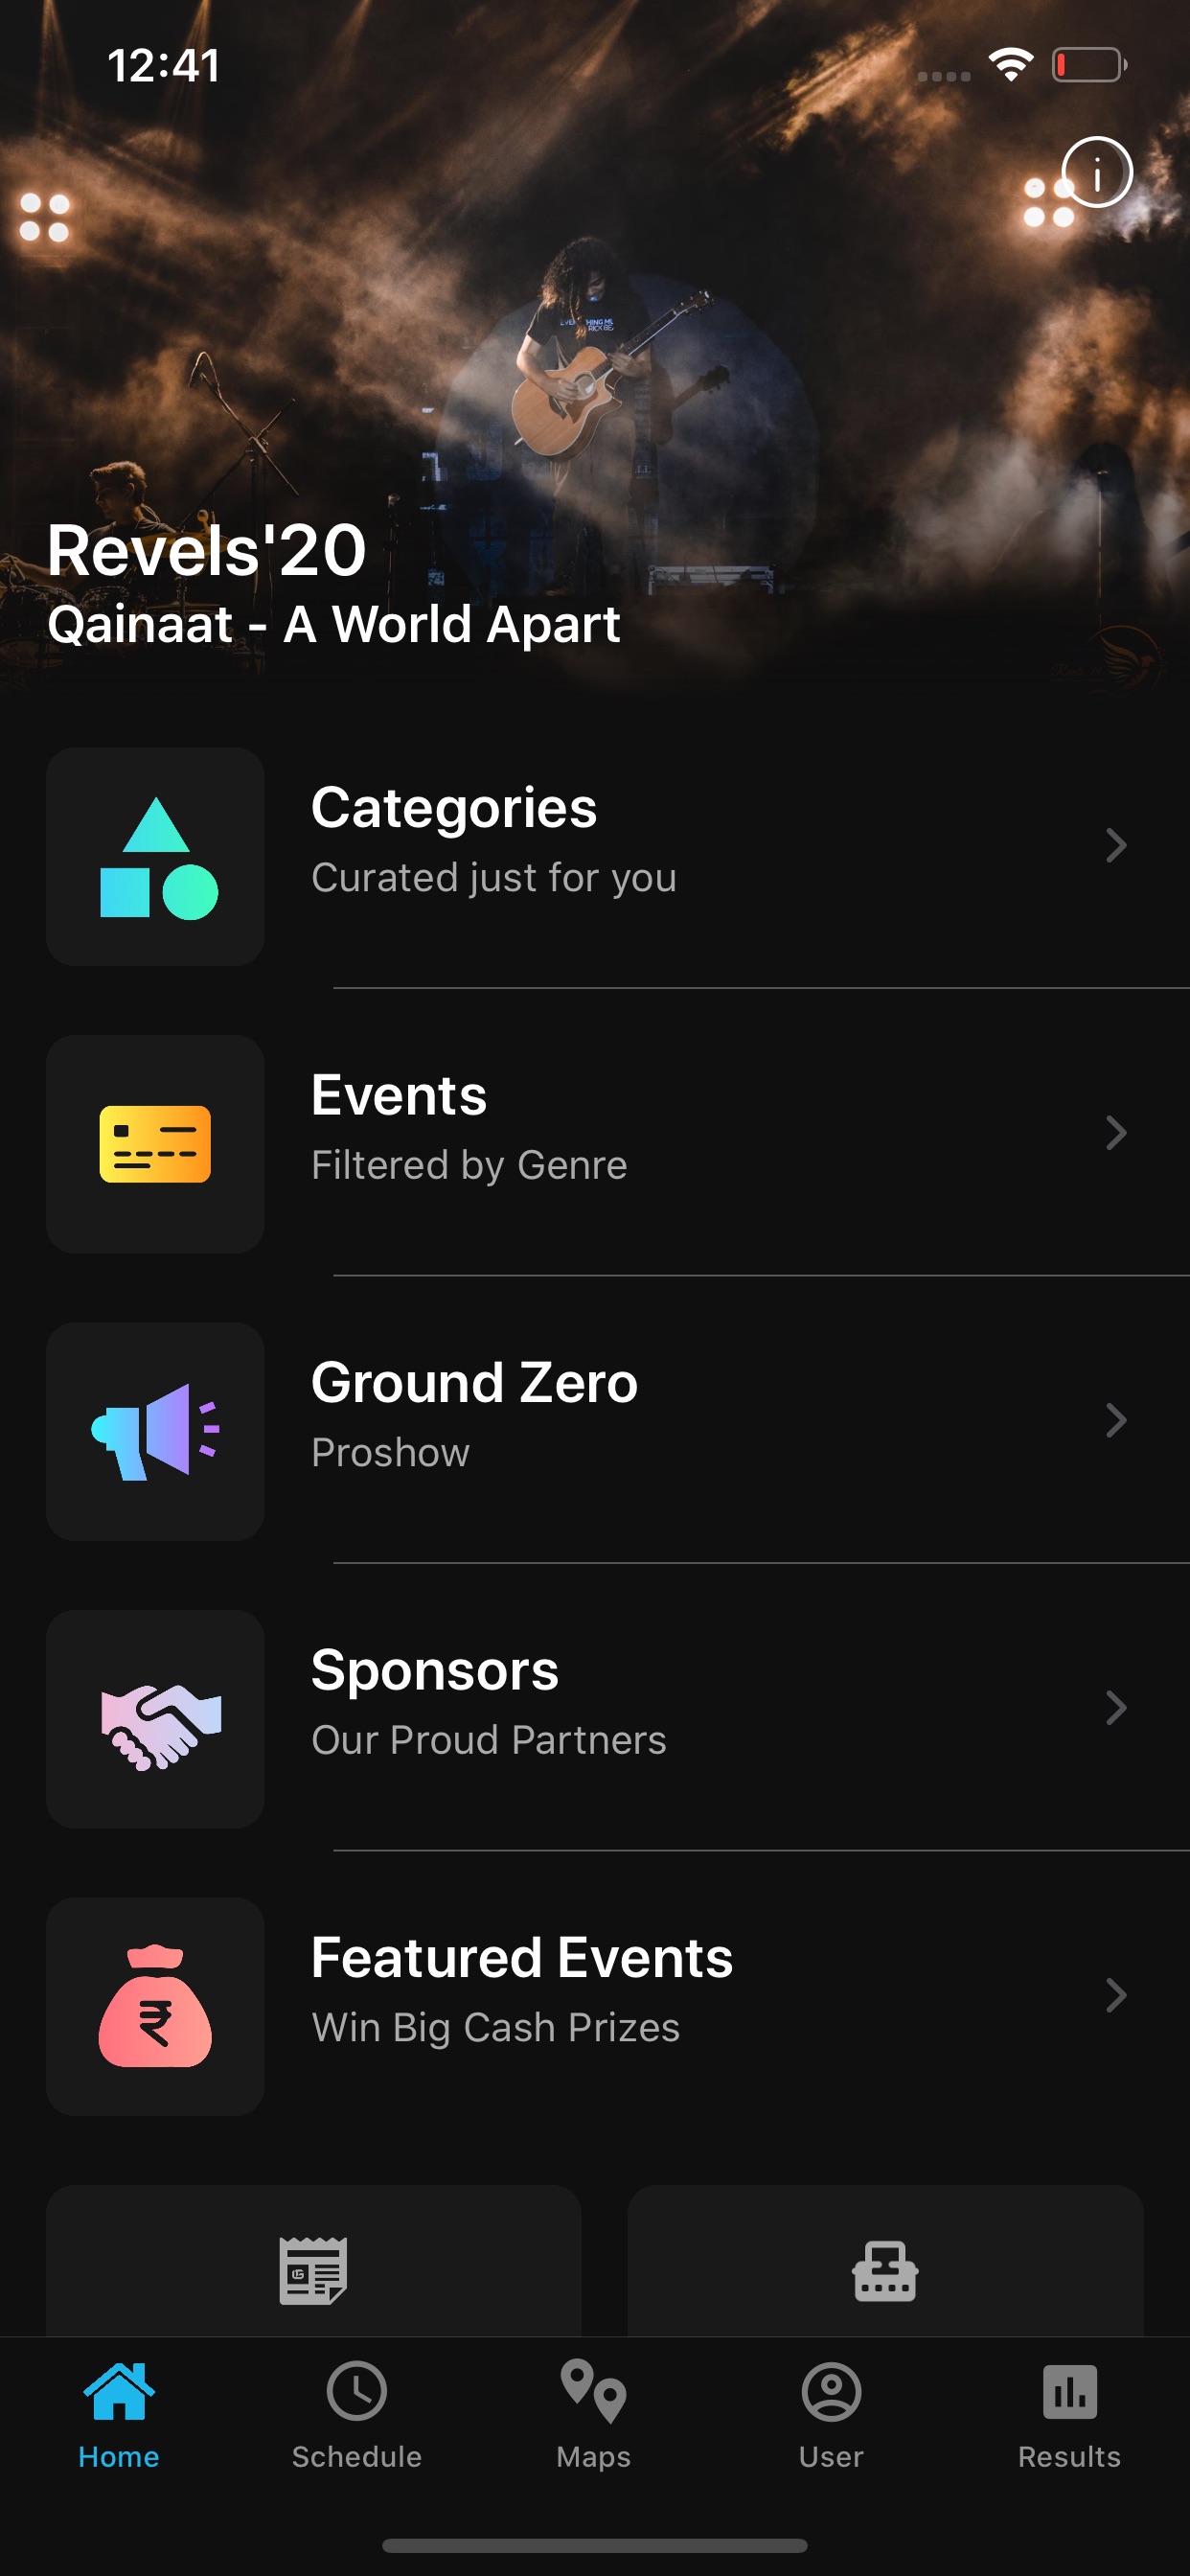 12:41
Revels'20
Qainaat - A World Apart
Categories
Curated just for you
Events
Filtered by Genre
Ground Zero
Proshow
Sponsors
Our Proud Partners
Featured Events
Win Big Cash Prizes
₹
Home
Schedule
Maps
User
Results